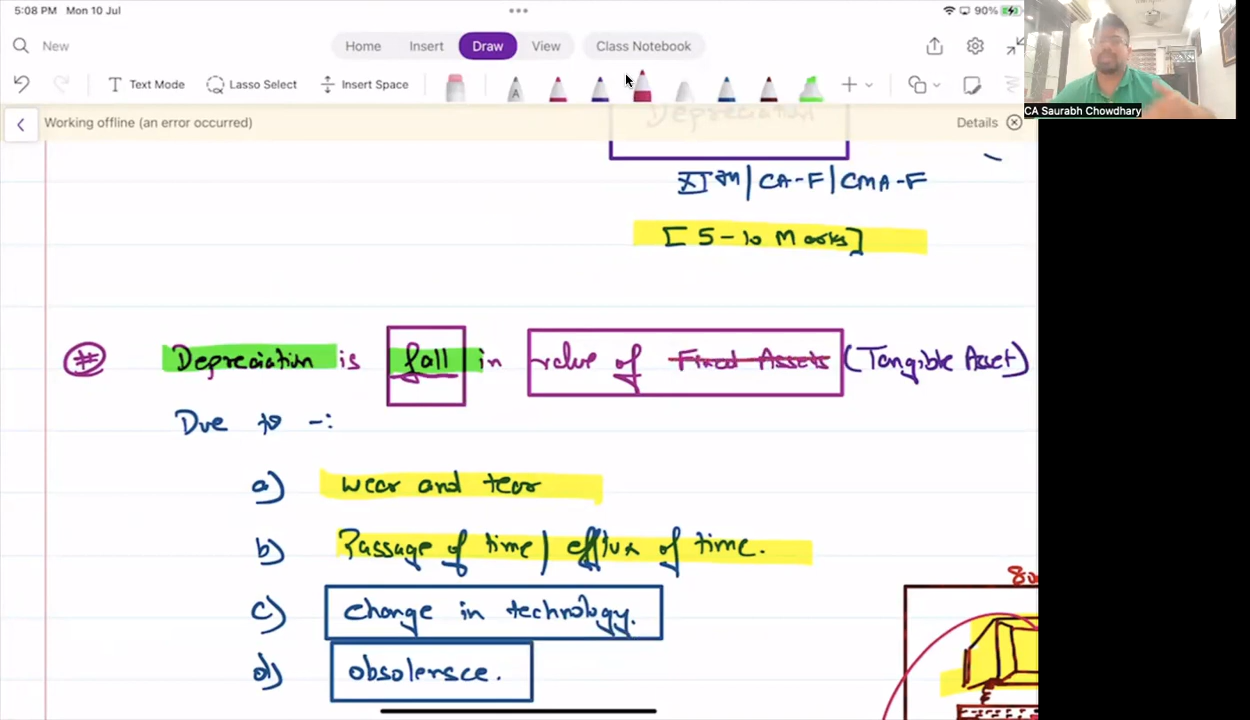 5:08 PM Mon 10 Jul
90%
New
Home Insert Draw View Class Notebook
Text Mode Lasso Select Insert Space
A
Working offline (an error occurred) Details
CA Saurabh Chowdhary
Depreciation
XI th | CA-F | CMA-F
[5-10 Marks]
# Depreciation is fall in value of Fixed Assets (Tangible Asset)
Due to -:
a) wear and tear
b) Passage of time | efflux of time.
c) change in technology.
d) obsolersce.